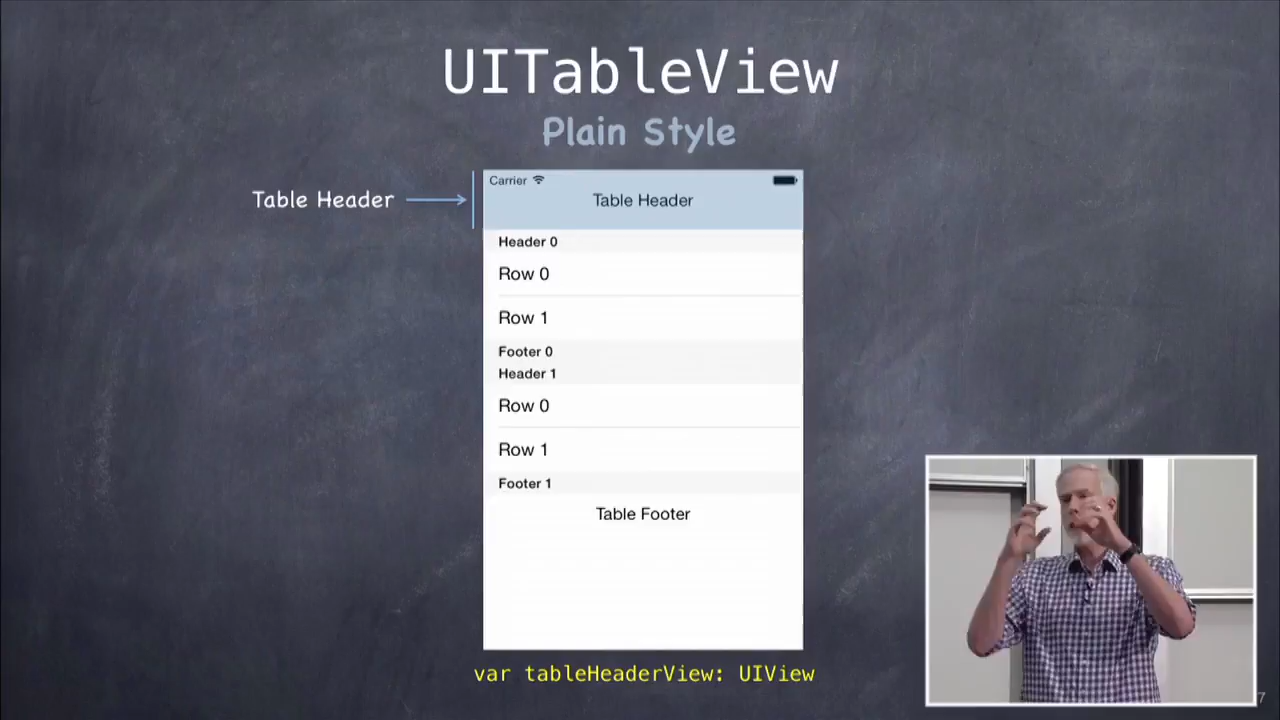 UITableView
Plain Style
Carrier
Table Header
Table Header
Header 0
Row 0
Row 1
Footer 0
Header 1
Row 0
Row 1
Footer 1
Table Footer
var tableHeaderView: UIView
7